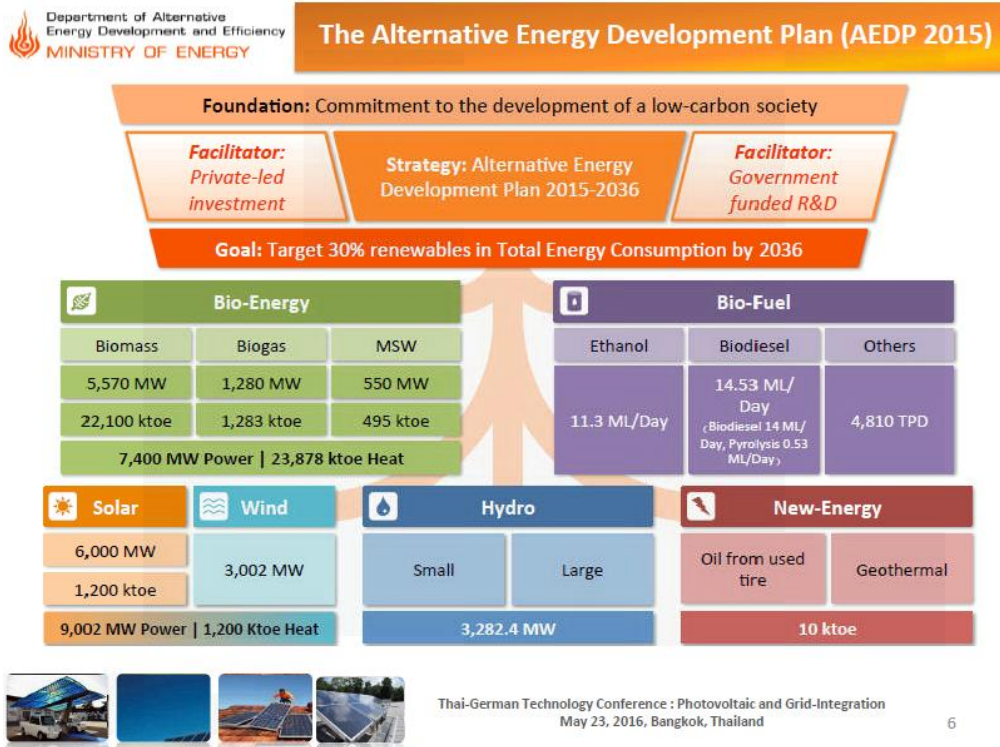 Department of Alternative
Energy Development and Efficiency
MINISTRY OF ENERGY
The Alternative Energy Development Plan (AEDP 2015)
Foundation: Commitment to the development of a low-carbon society
Facilitator:
Private-led
investment
Strategy: Alternative Energy
Development Plan 2015-2036
Facilitator:
Government
funded R&D
Goal: Target 30% renewables in Total Energy Consumption by 2036
Bio-Energy
Biomass Biogas MSW
5,570 MW 1,280 MW 550 MW
22,100 ktoe 1,283 ktoe 495 ktoe
7,400 MW Power | 23,878 ktoe Heat
Bio-Fuel
Ethanol Biodiesel Others
11.3 ML/Day
14.53 ML/
Day
(Biodiesel 14 ML/
Day, Pyrolysis 0.53
ML/Day)
4,810 TPD
Solar
6,000 MW
1,200 ktoe
Wind
3,002 MW
9,002 MW Power | 1,200 Ktoe Heat
Hydro
Small Large
3,282.4 MW
New-Energy
Oil from used
tire
Geothermal
10 ktoe
Thai-German Technology Conference : Photovoltaic and Grid-Integration
May 23, 2016, Bangkok, Thailand
6